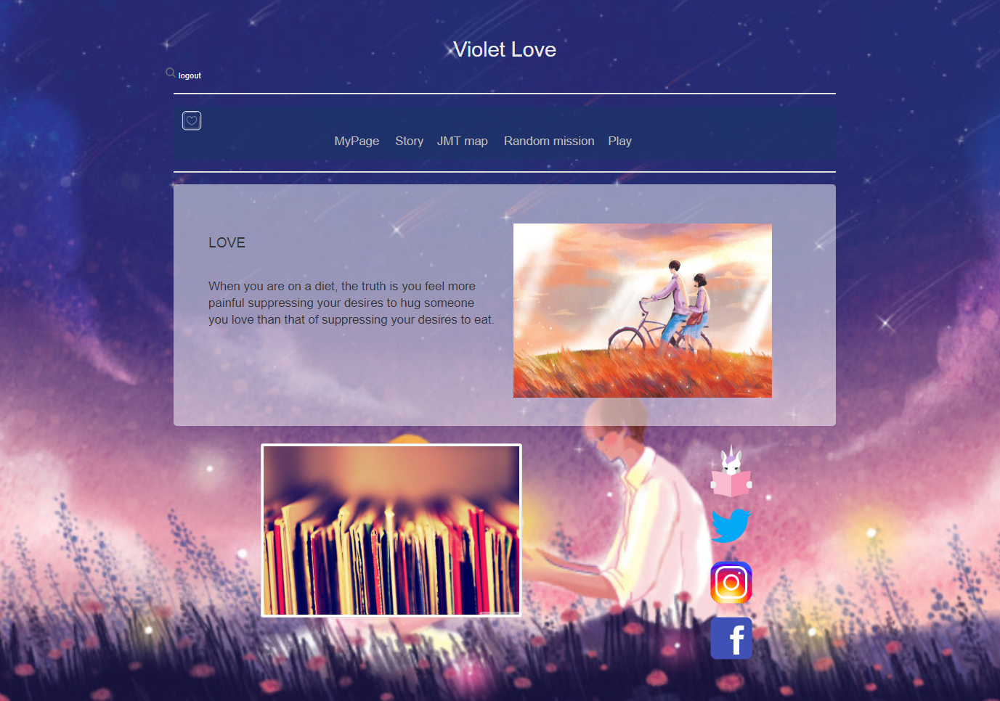 Violet Love
logout
MyPage Story JMT map Random mission Play
LOVE
When you are on a diet, the truth is you feel more
painful suppressing your desires to hug someone
you love than that of suppressing your desires to eat.